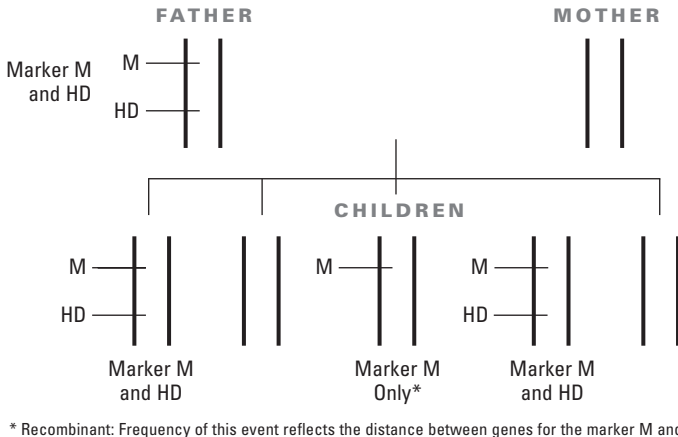 FATHER
MOTHER
Marker M
and HD
M
HD
CHILDREN
M
HD
M
M
HD
Marker M
and HD
Marker M
Only*
Marker M
and HD
* Recombinant: Frequency of this event reflects the distance between genes for the marker M and